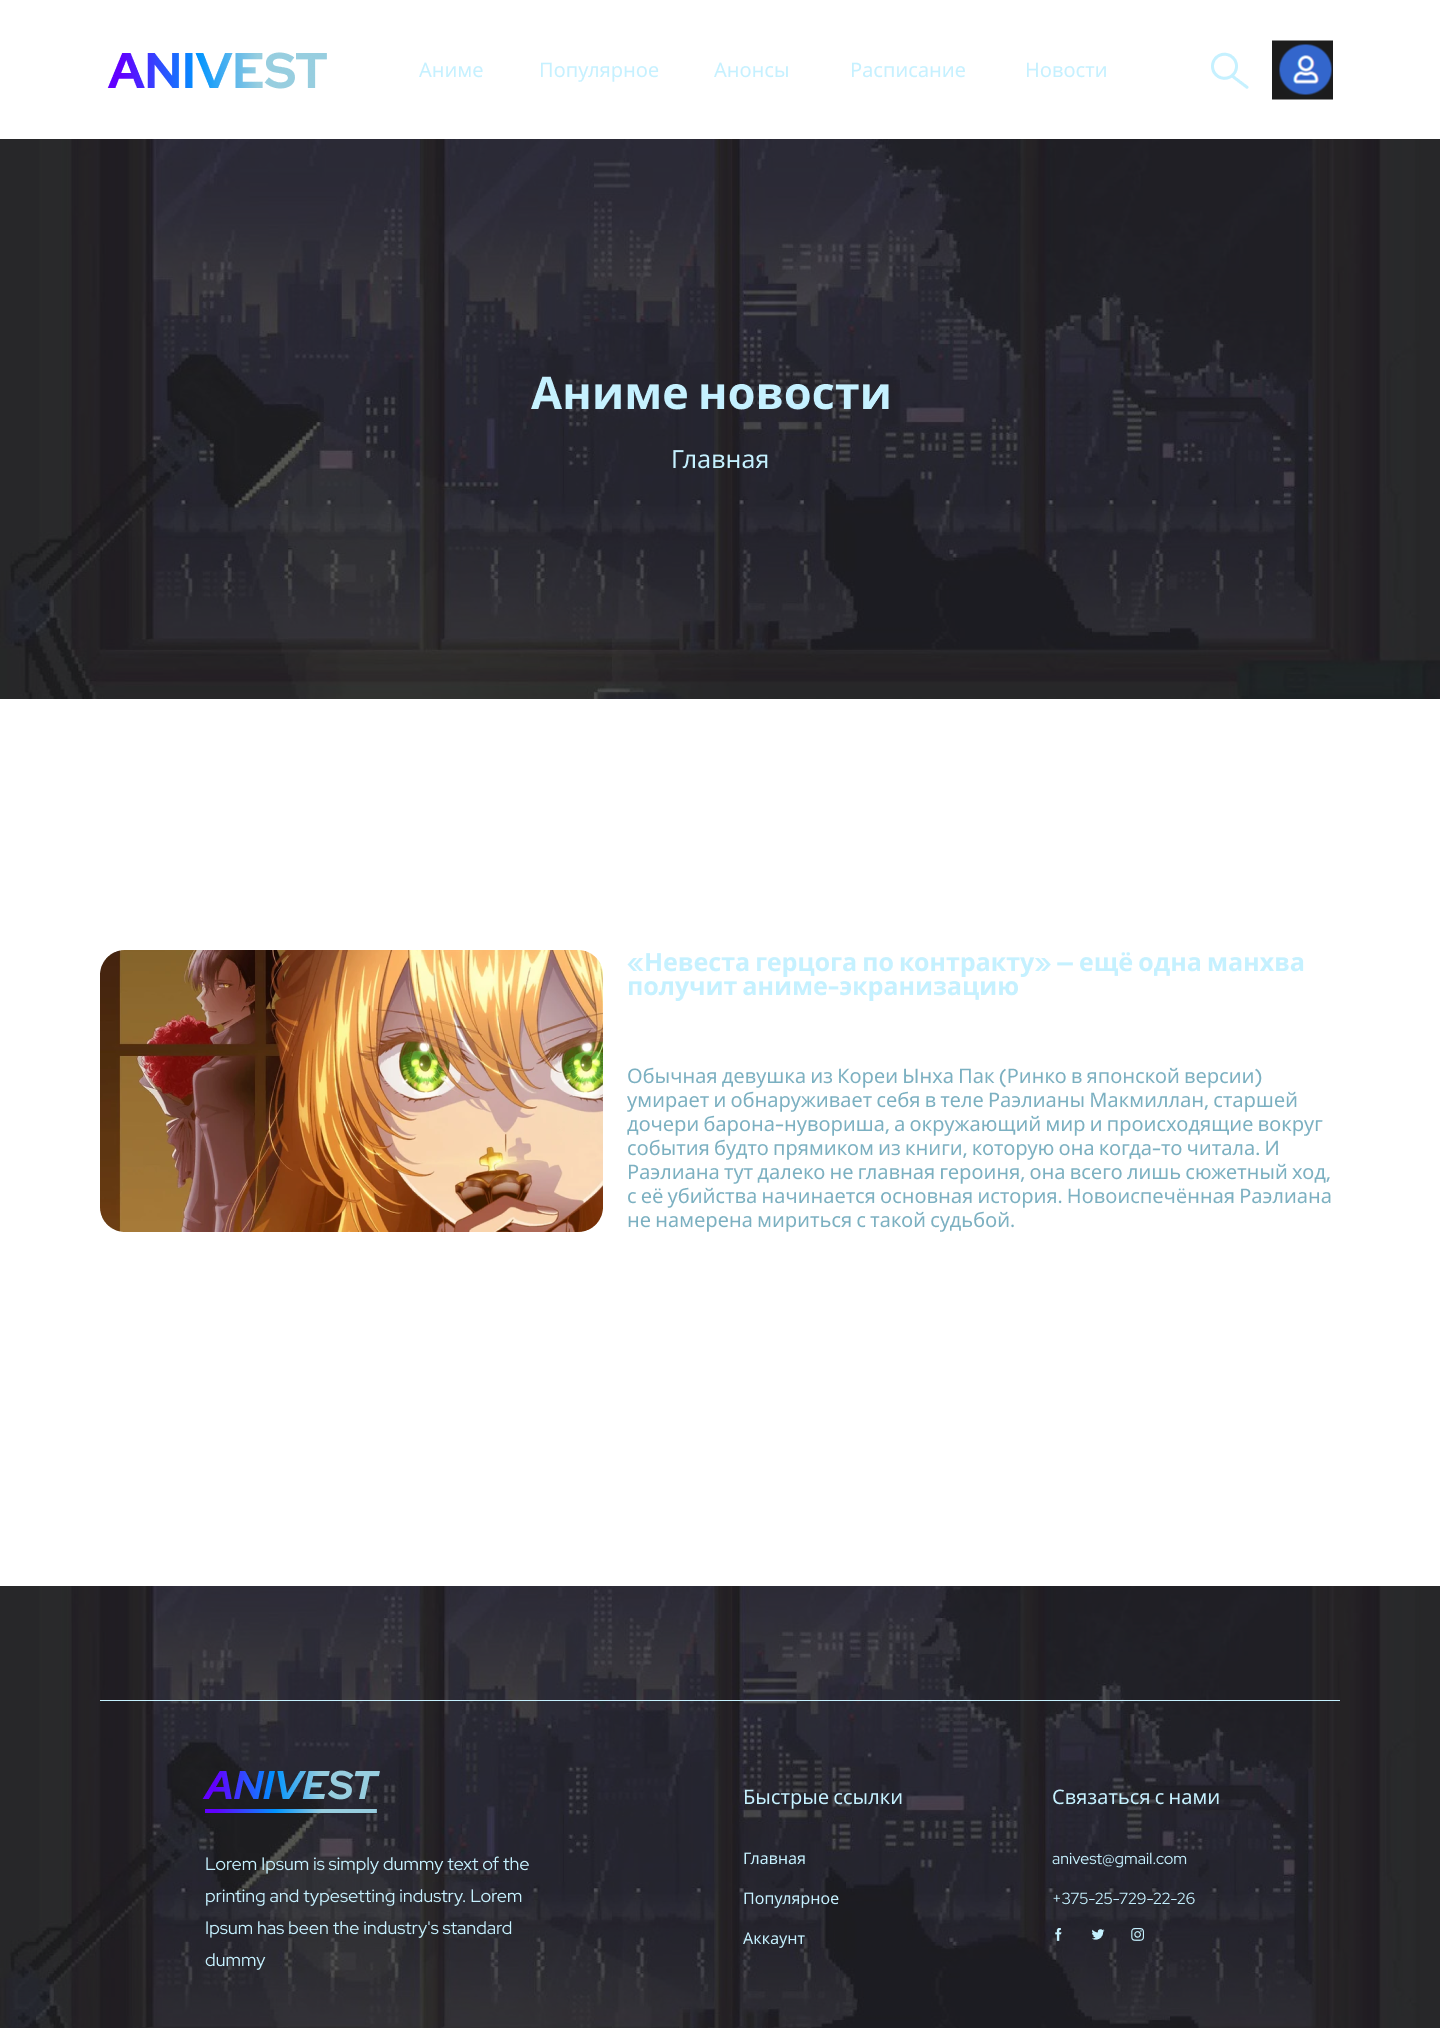 ANIVEST
Аниме Популярное Анонсы Расписание Новости
Аниме новости
Главная
«Невеста герцога по контракту» — ещё одна манхва
получит аниме-экранизацию
Обычная девушка из Кореи Ынха Пак (Ринко в японской версии)
умирает и обнаруживает себя в теле Раэлианы Макмиллан, старшей
дочери барона-нувориша, а окружающий мир и происходящие вокруг
события будто прямиком из книги, которую она когда-то читала. И
Раэлиана тут далеко не главная героиня, она всего лишь сюжетный ход,
с её убийства начинается основная история. Новоиспечённая Раэлиана
не намерена мириться с такой судьбой.
ANIVEST
Lorem Ipsum is simply dummy text of the
printing and typesetting industry. Lorem
Ipsum has been the industry's standard
dummy
Быстрые ссылки
Главная
Популярное
Аккаунт
Связаться с нами
anivest@gmail.com
+375-25-729-22-26